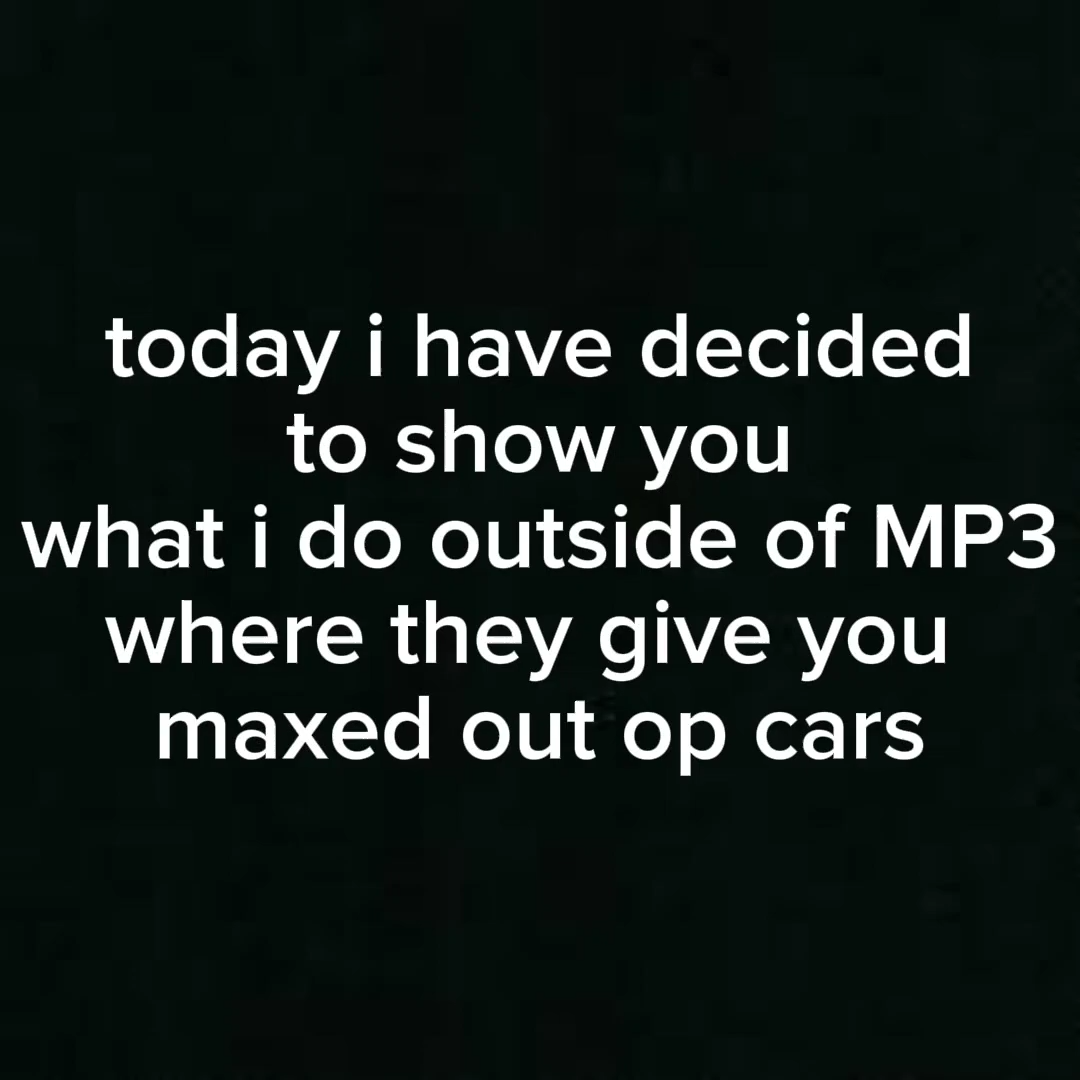 today i have decided
to show you
what i do outside of MP3
where they give you
maxed out op cars